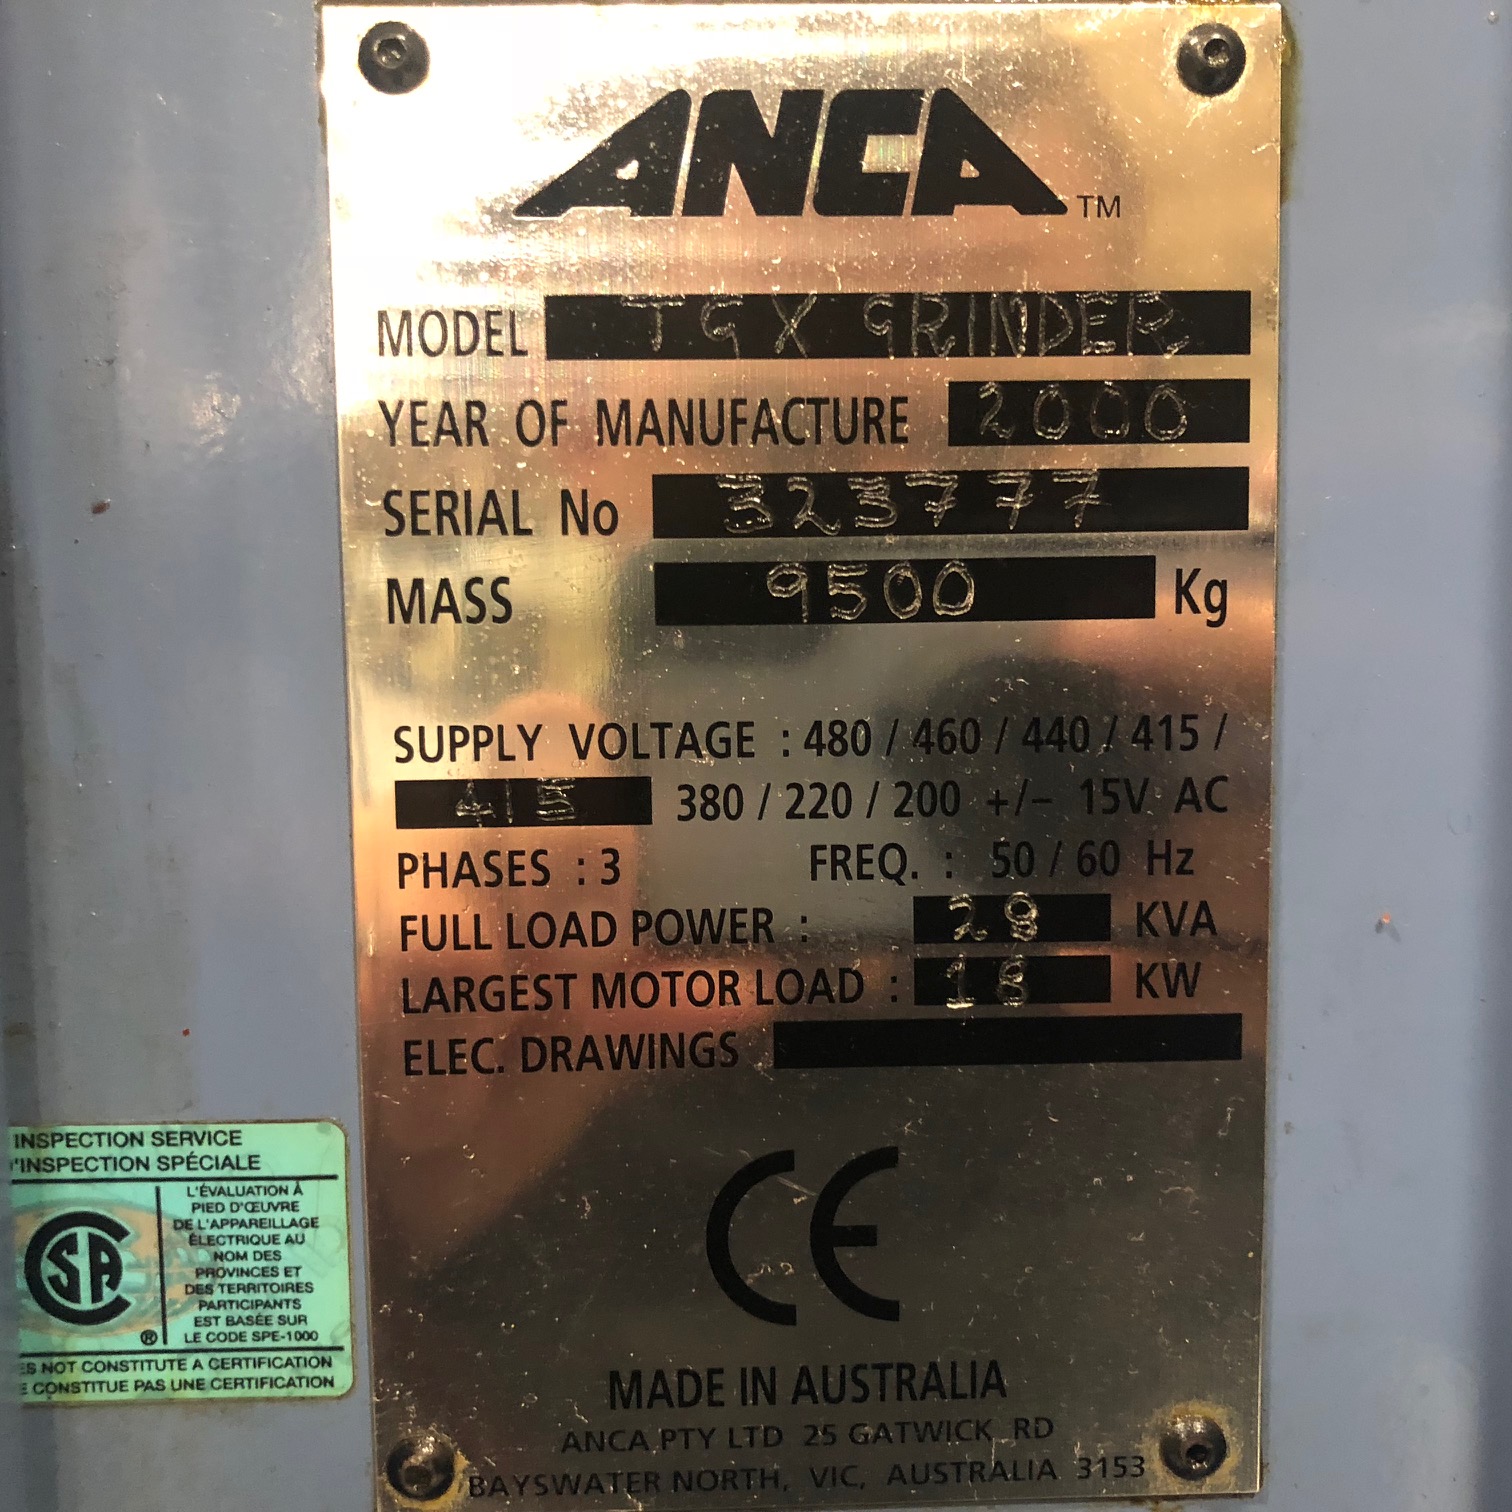 ANCA TM
MODEL TGX GRINDER
YEAR OF MANUFACTURE 2000
SERIAL No 323777
MASS 9500 Kg
SUPPLY VOLTAGE : 480 / 460 / 440 / 415 /
415 380 / 220 / 200 +/- 15V AC
PHASES : 3 FREQ. : 50 / 60 Hz
FULL LOAD POWER : 28 KVA
LARGEST MOTOR LOAD : 18 KW
ELEC. DRAWINGS
CE
MADE IN AUSTRALIA
ANCA PTY LTD 25 GATWICK RD
BAYSWATER NORTH, VIC, AUSTRALIA 3153
INSPECTION SERVICE
D'INSPECTION SPÉCIALE
CSA ®
L'ÉVALUATION À
PIED D'ŒUVRE
DE L'APPAREILLAGE
ÉLECTRIQUE AU
NOM DES
PROVINCES ET
DES TERRITOIRES
PARTICIPANTS
EST BASÉE SUR
LE CODE SPE-1000
NOT CONSTITUTE A CERTIFICATION
CONSTITUE PAS UNE CERTIFICATION